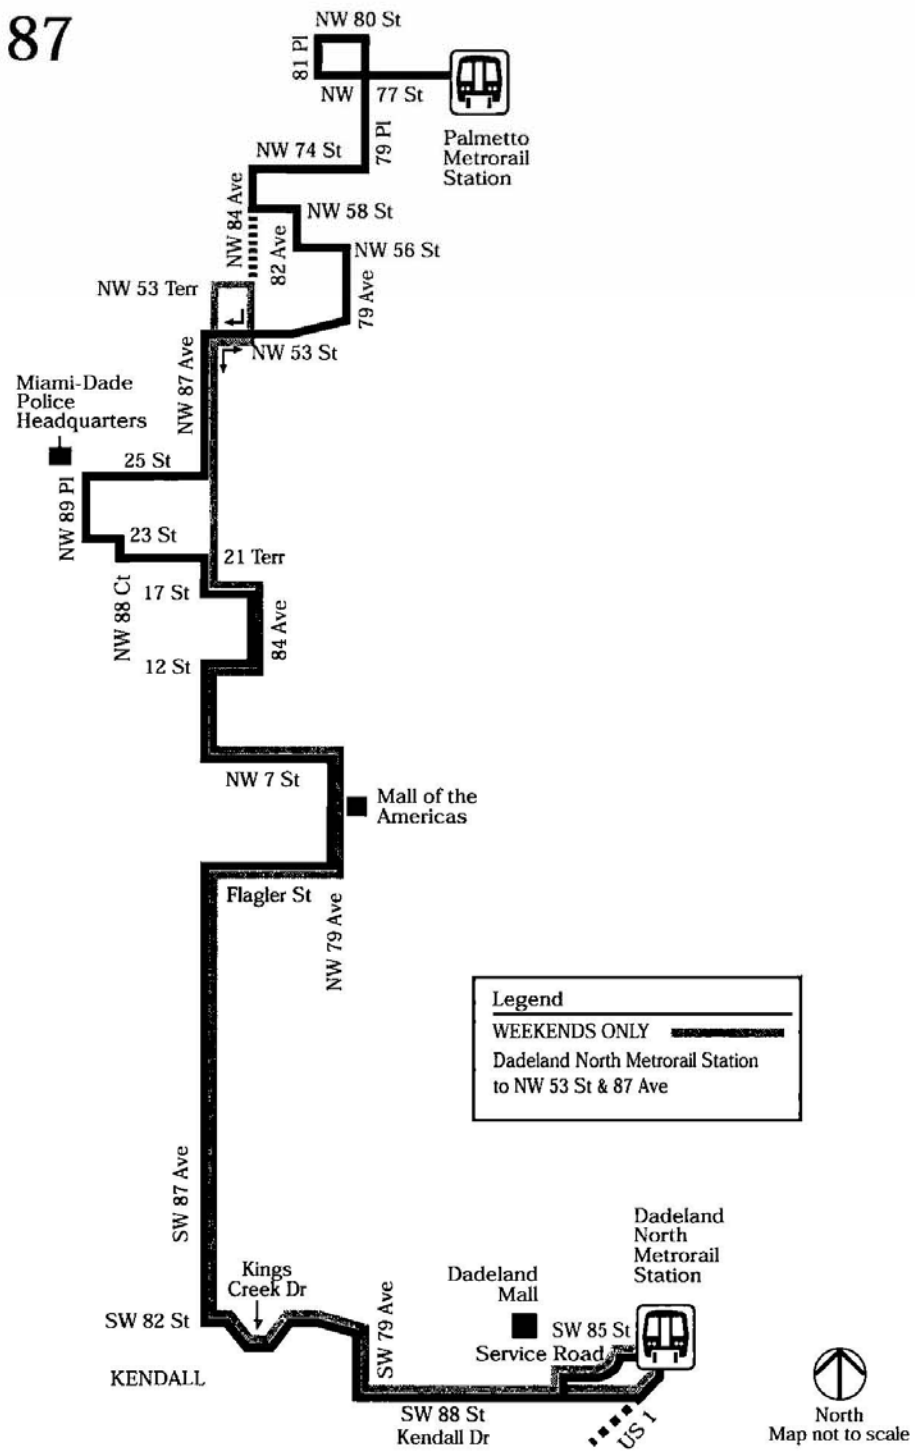 87
NW 80 St
81 Pl
NW
77 St
79 Pl
Palmetto
Metrorail
Station
NW 74 St
NW 84 Ave
NW 58 St
82 Ave
NW 56 St
79 Ave
NW 53 Terr
NW 53 St
NW 87 Ave
Miami-Dade
Police
Headquarters
25 St
NW 89 Pl
23 St
21 Terr
NW 88 Ct
17 St
84 Ave
12 St
NW 7 St
Mall of the
Americas
Flagler St
NW 79 Ave
Legend
WEEKENDS ONLY
Dadeland North Metrorail Station
to NW 53 St & 87 Ave
SW 87 Ave
Dadeland
North
Metrorail
Station
Kings
Creek Dr
Dadeland
Mall
SW 82 St
SW 79 Ave
SW 85 St
Service Road
KENDALL
SW 88 St
Kendall Dr
US 1
North
Map not to scale